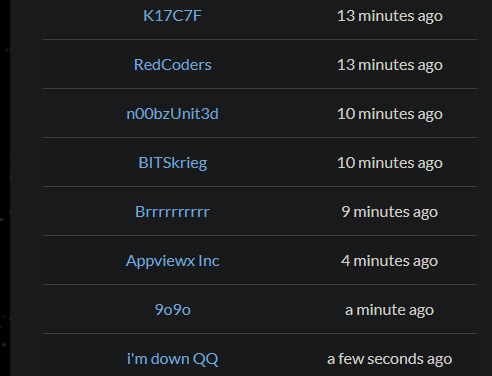 K17C7F 13 minutes ago
RedCoders 13 minutes ago
n00bzUnit3d 10 minutes ago
BITSkrieg 10 minutes ago
Brrrrrrrrrr 9 minutes ago
Appviewx Inc 4 minutes ago
9o9o a minute ago
i'm down QQ a few seconds ago